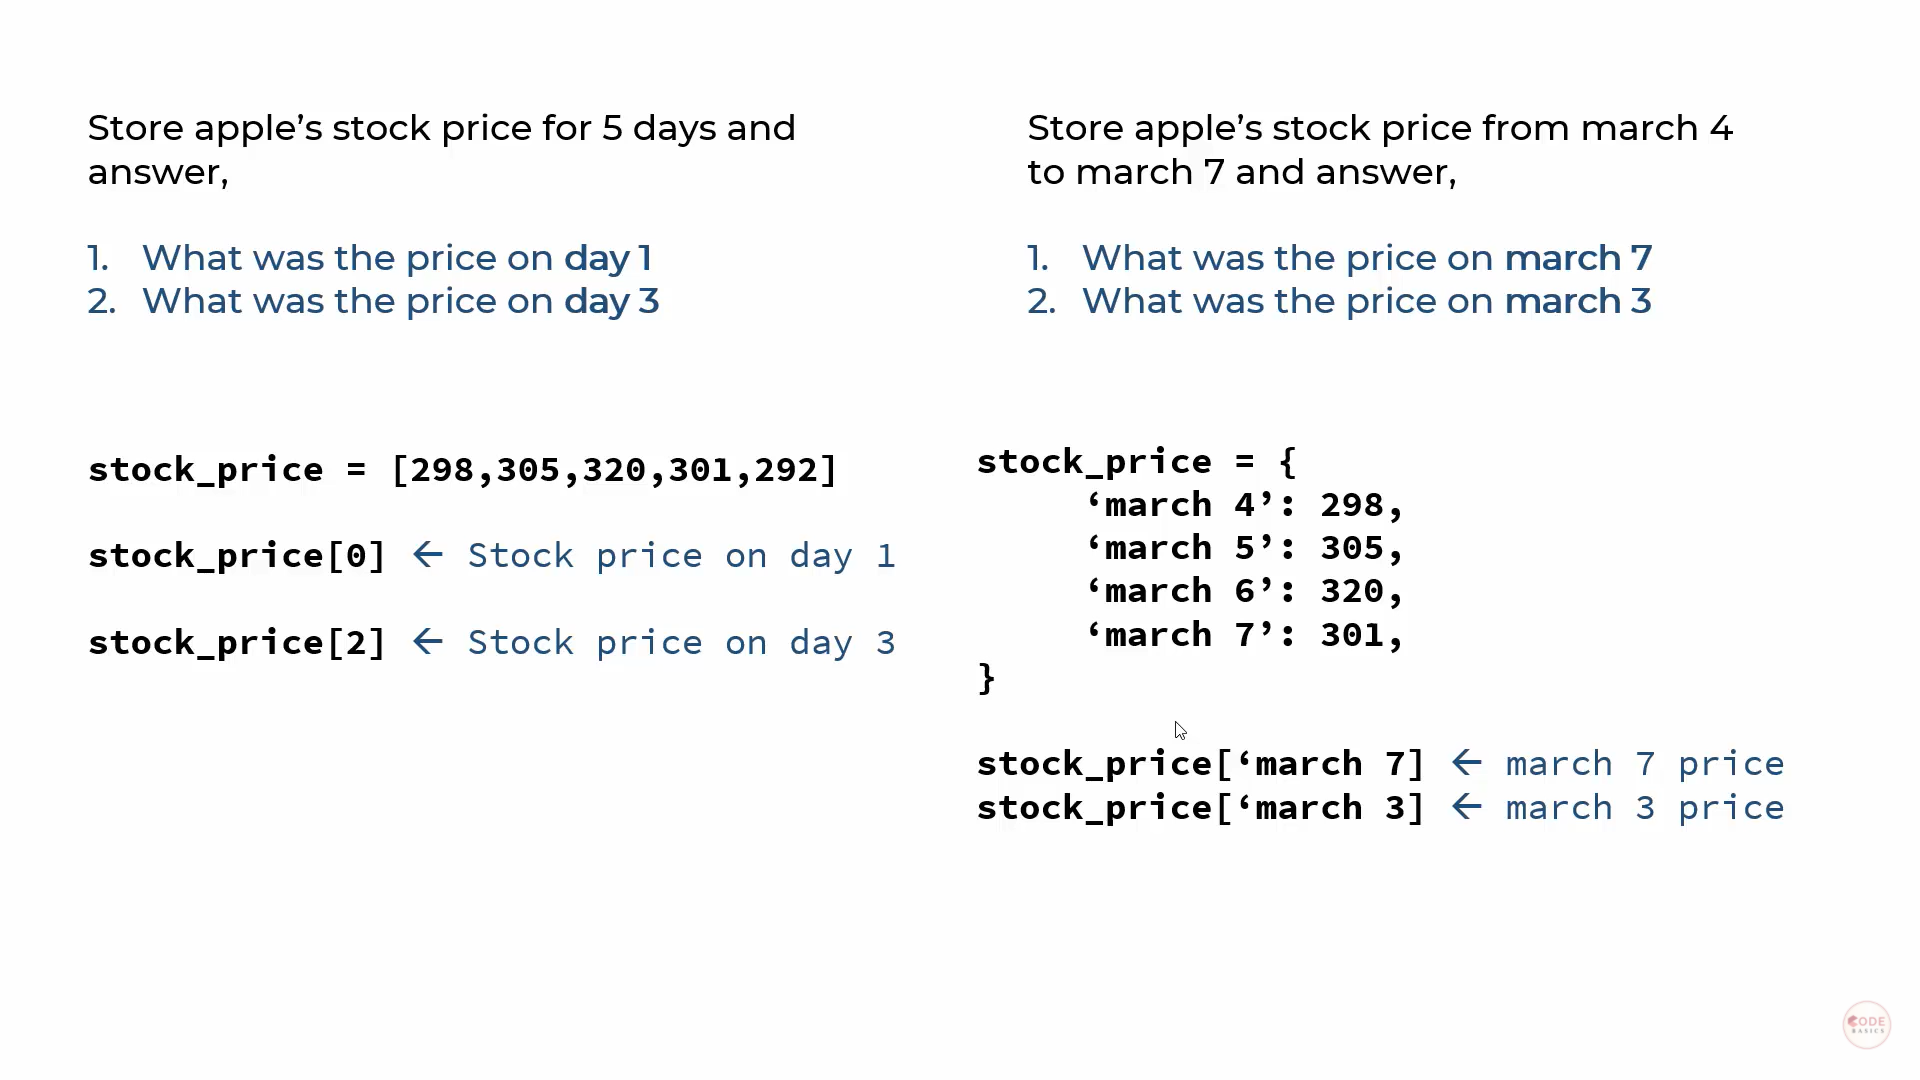 Store apple’s stock price for 5 days and
answer,
1. What was the price on day 1
2. What was the price on day 3
stock_price = [298,305,320,301,292]
stock_price[0] ← Stock price on day 1
stock_price[2] ← Stock price on day 3
Store apple’s stock price from march 4
to march 7 and answer,
1. What was the price on march 7
2. What was the price on march 3
stock_price = {
‘march 4’: 298,
‘march 5’: 305,
‘march 6’: 320,
‘march 7’: 301,
}
stock_price[‘march 7] ← march 7 price
stock_price[‘march 3] ← march 3 price
CODE
BASICS